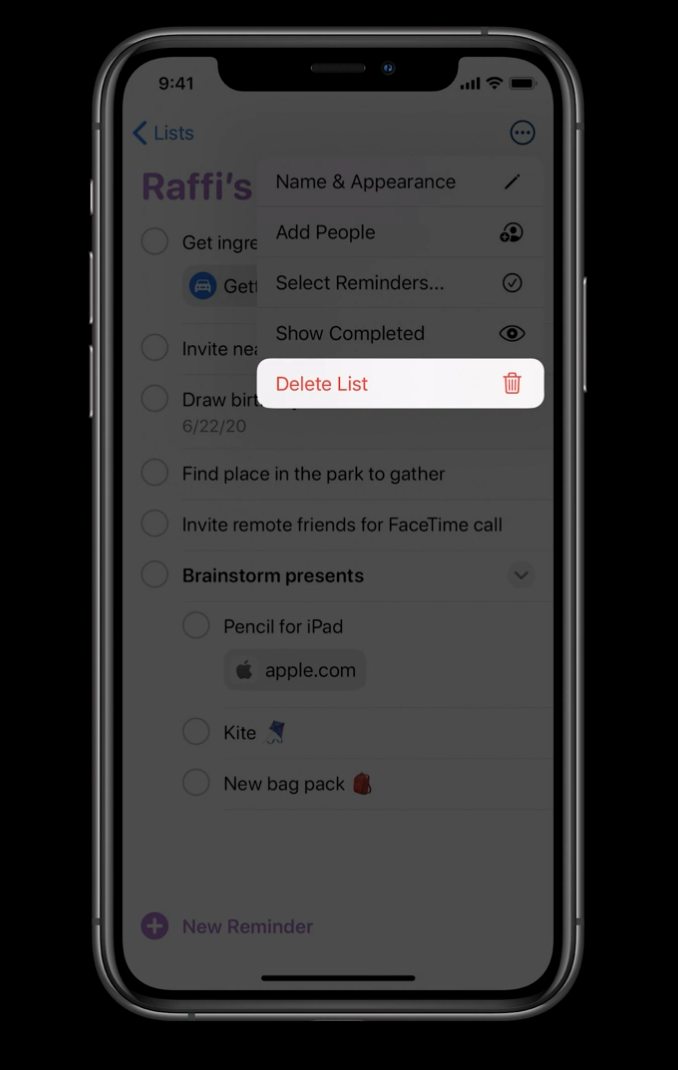 9:41
Lists
Raffi's
Name & Appearance
Get ingre
Add People
Get
Select Reminders...
Invite nea
Show Completed
Draw birt
Delete List
6/22/20
Find place in the park to gather
Invite remote friends for FaceTime call
Brainstorm presents
Pencil for iPad
apple.com
Kite 🪁
New bag pack 🎒
New Reminder